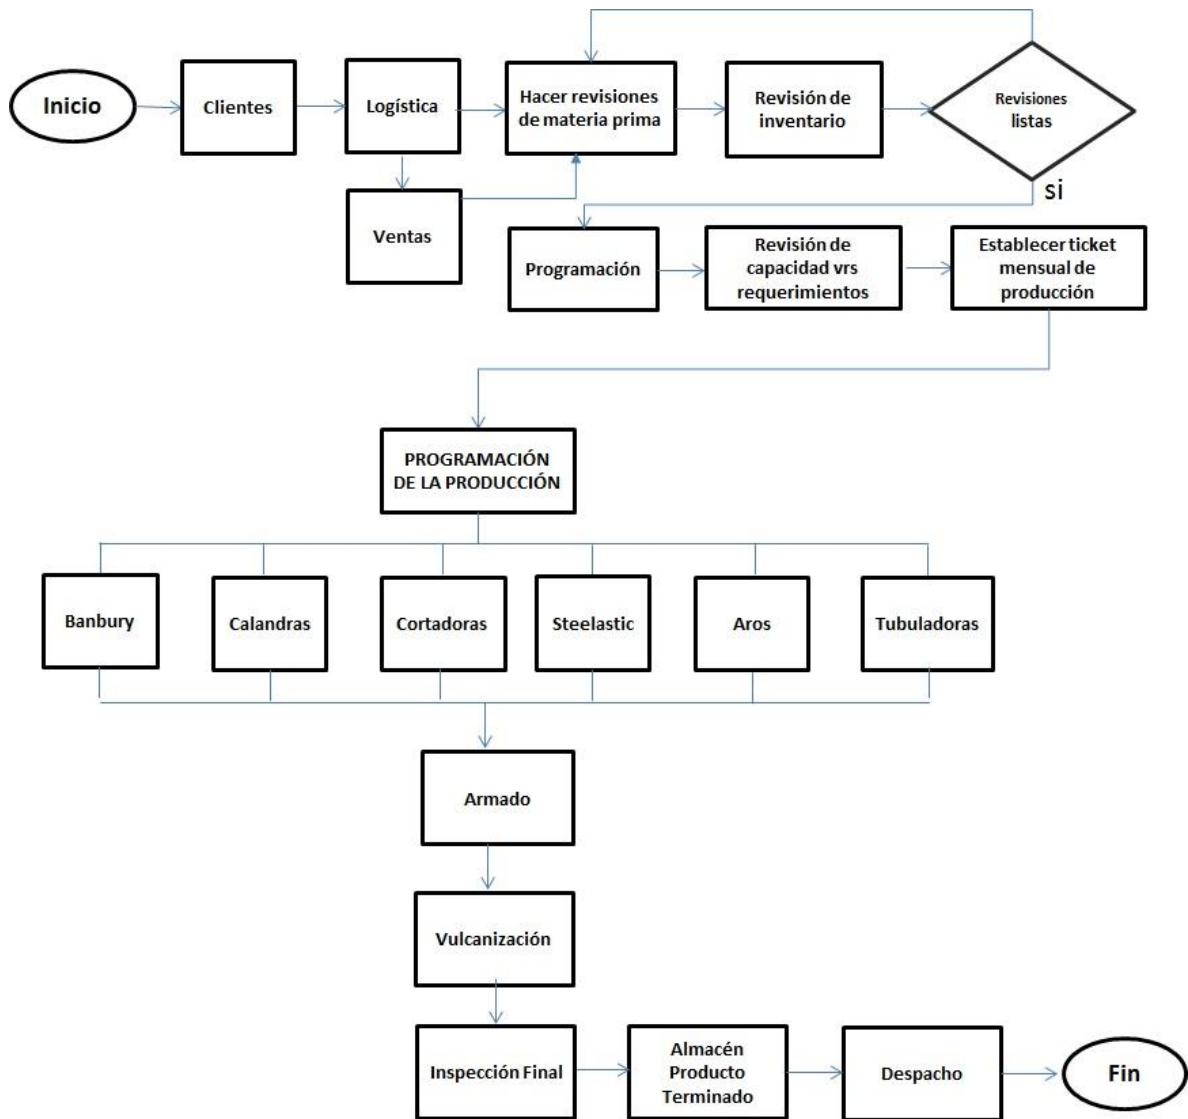 Inicio
Clientes
Logística
Hacer revisiones
de materia prima
Revisión de
inventario
Revisiones
listas
si
Ventas
Programación
Revisión de
capacidad vrs
requerimientos
Establecer ticket
mensual de
producción
PROGRAMACIÓN
DE LA PRODUCCIÓN
Banbury
Calandras
Cortadoras
Steelastic
Aros
Tubuladoras
Armado
Vulcanización
Inspección Final
Almacén
Producto
Terminado
Despacho
Fin